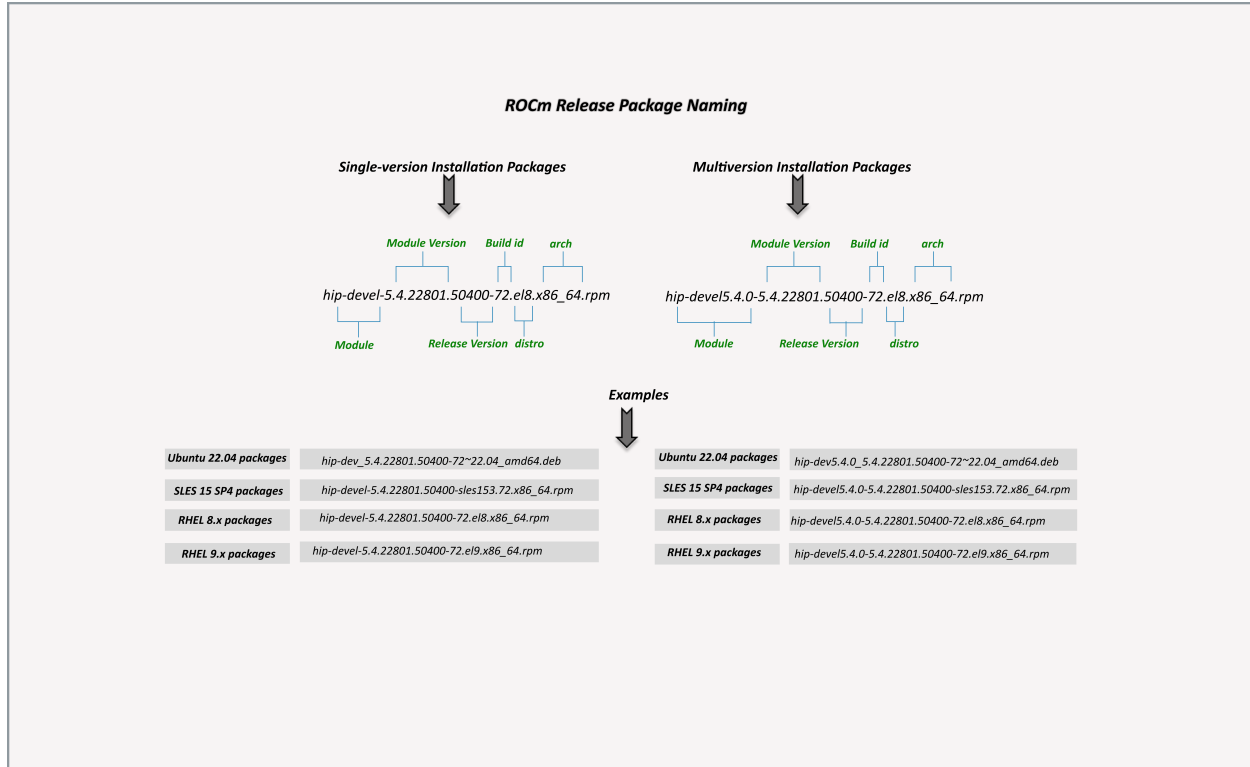 ROCm Release Package Naming
Single-version Installation Packages
Multiversion Installation Packages
Module Version Build id arch
Module Version Build id arch
hip-devel-5.4.22801.50400-72.el8.x86_64.rpm
hip-devel5.4.0-5.4.22801.50400-72.el8.x86_64.rpm
Module Release Version distro
Module Release Version distro
Examples
Ubuntu 22.04 packages hip-dev_5.4.22801.50400-72~22.04_amd64.deb
SLES 15 SP4 packages hip-devel-5.4.22801.50400-sles153.72.x86_64.rpm
RHEL 8.x packages hip-devel-5.4.22801.50400-72.el8.x86_64.rpm
RHEL 9.x packages hip-devel-5.4.22801.50400-72.el9.x86_64.rpm
Ubuntu 22.04 packages hip-dev5.4.0_5.4.22801.50400-72~22.04_amd64.deb
SLES 15 SP4 packages hip-devel5.4.0-5.4.22801.50400-sles153.72.x86_64.rpm
RHEL 8.x packages hip-devel5.4.0-5.4.22801.50400-72.el8.x86_64.rpm
RHEL 9.x packages hip-devel5.4.0-5.4.22801.50400-72.el9.x86_64.rpm